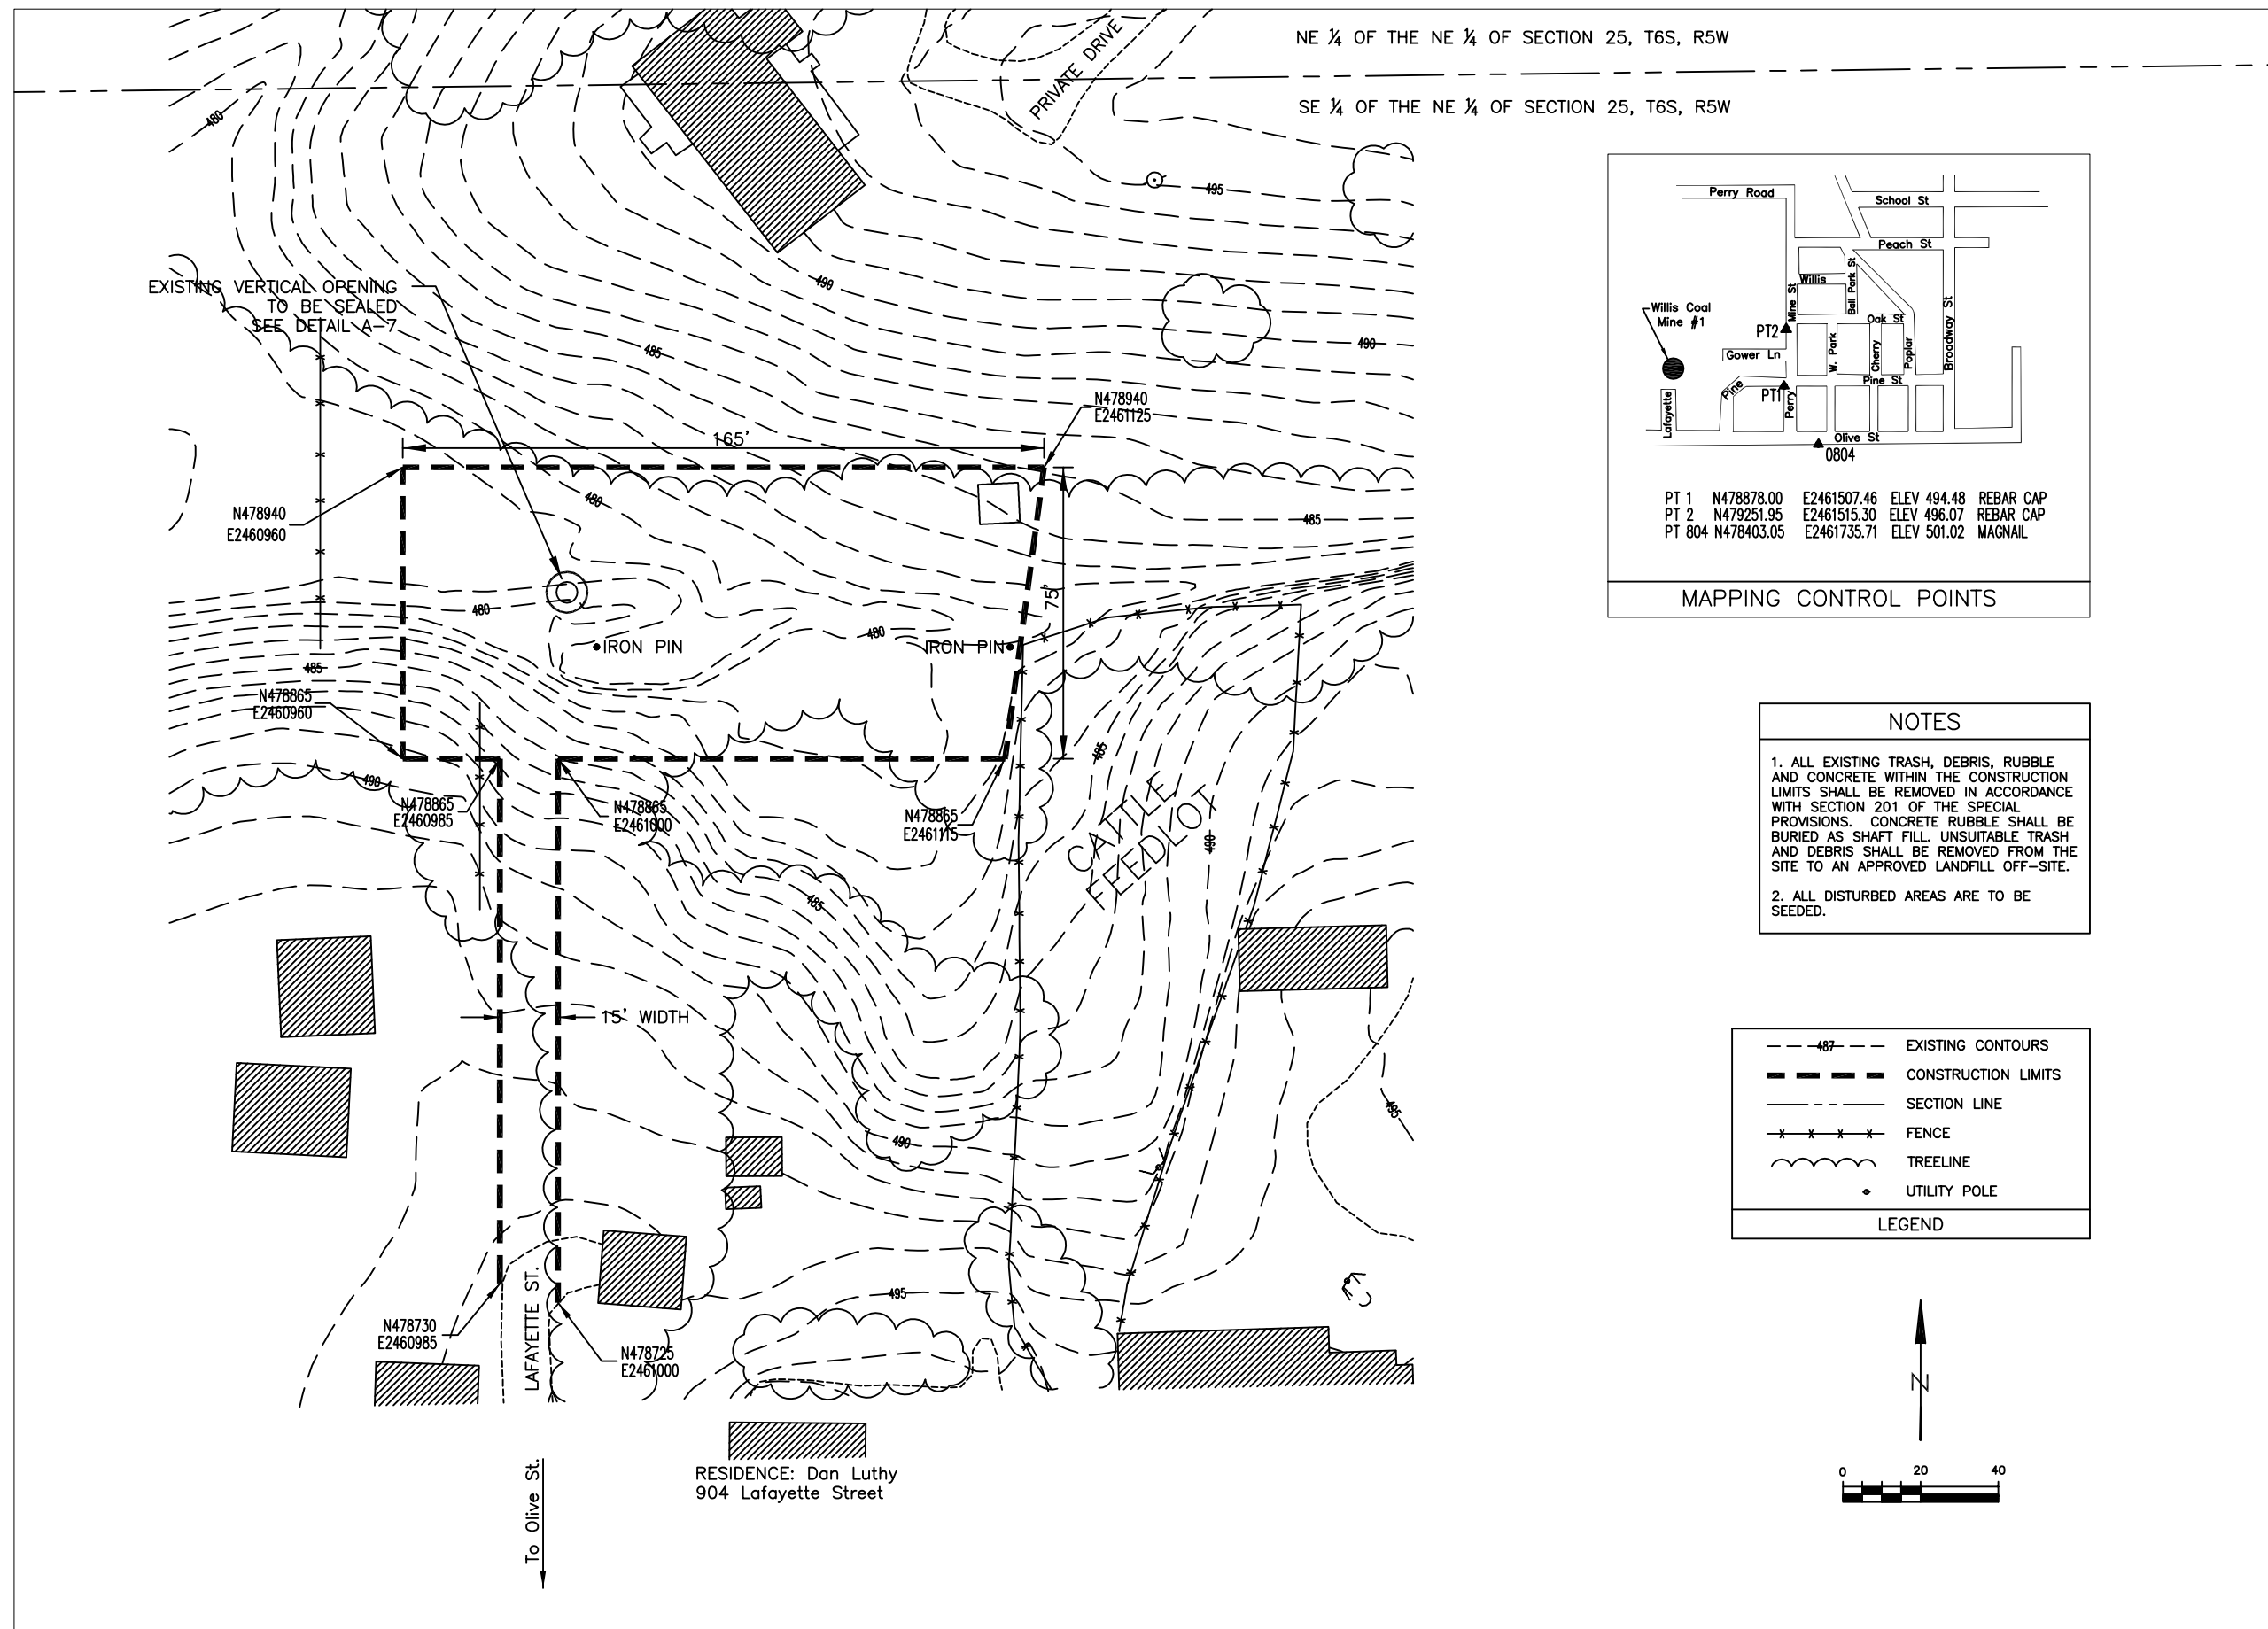 NE ¼ OF THE NE ¼ OF SECTION 25, T6S, R5W
SE ¼ OF THE NE ¼ OF SECTION 25, T6S, R5W
PRIVATE DRIVE
480
495
490
EXISTING VERTICAL OPENING
TO BE SEALED
SEE DETAIL A-7
485
490
N478940
E2461125
165'
480
N478940
E2460960
485
75'
480
480
IRON PIN
IRON PIN
485
N478865
E2460960
490
485
N478865
E2460985
N478865
E2461000
N478865
E2461115
CATTLE
FEEDLOT
490
485
15' WIDTH
495
490
495
N478730
E2460985
LAFAYETTE ST.
N478725
E2461000
To Olive St.
RESIDENCE: Dan Luthy
904 Lafayette Street
Perry Road
School St
Peach St
Willis
Mine St
Ball Park St
Willis Coal
Mine #1
PT2
Oak St
Broadway St
Gower Ln
W. Park
Cherry
Poplar
Pine St
Pine
PT1
Perry
Lafayette
Olive St
0804
PT 1 N478878.00 E2461507.46 ELEV 494.48 REBAR CAP
PT 2 N479251.95 E2461515.30 ELEV 496.07 REBAR CAP
PT 804 N478403.05 E2461735.71 ELEV 501.02 MAGNAIL
MAPPING CONTROL POINTS
NOTES
1. ALL EXISTING TRASH, DEBRIS, RUBBLE
AND CONCRETE WITHIN THE CONSTRUCTION
LIMITS SHALL BE REMOVED IN ACCORDANCE
WITH SECTION 201 OF THE SPECIAL
PROVISIONS. CONCRETE RUBBLE SHALL BE
BURIED AS SHAFT FILL. UNSUITABLE TRASH
AND DEBRIS SHALL BE REMOVED FROM THE
SITE TO AN APPROVED LANDFILL OFF-SITE.
2. ALL DISTURBED AREAS ARE TO BE
SEEDED.
487 EXISTING CONTOURS
CONSTRUCTION LIMITS
SECTION LINE
FENCE
TREELINE
UTILITY POLE
LEGEND
N
0 20 40